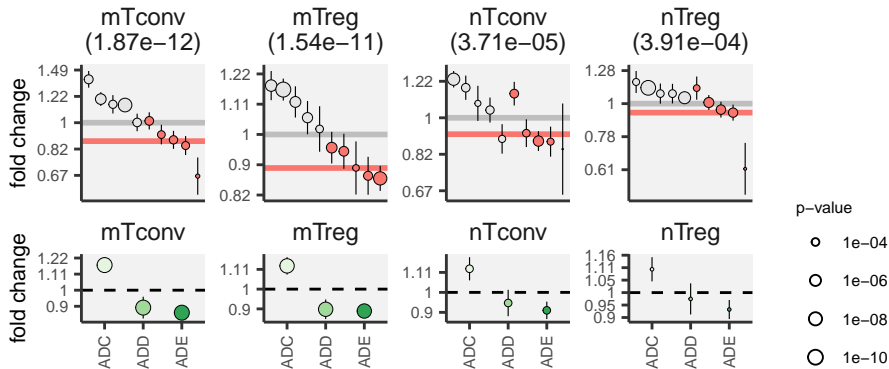 mTconv
(1.87e−12)
mTreg
(1.54e−11)
nTconv
(3.71e−05)
nTreg
(3.91e−04)
fold change
1.49
1.22
1
0.82
0.67
1.22
1.11
1
0.9
0.82
1.22
1
0.82
0.67
1.28
1
0.78
0.61
mTconv
mTreg
nTconv
nTreg
fold change
1.22
1.11
1
0.9
1.11
1
0.9
1.11
1
0.9
1.16
1.1
1.05
1
0.95
0.9
ADC
ADD
ADE
ADC
ADD
ADE
ADC
ADD
ADE
ADC
ADD
ADE
p−value
1e−04
1e−06
1e−08
1e−10